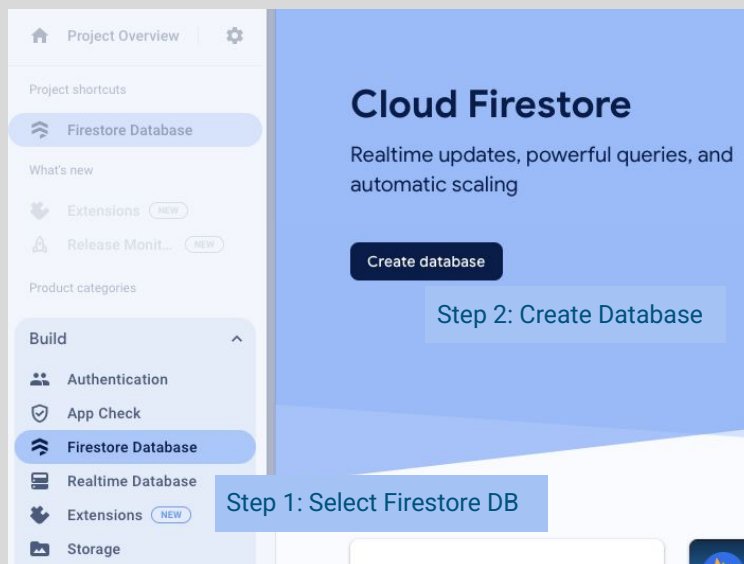 Project Overview
Project shortcuts
Firestore Database
What's new
Extensions NEW
Release Monit... NEW
Product categories
Build
Authentication
App Check
Firestore Database
Realtime Database
Extensions NEW
Storage
Cloud Firestore
Realtime updates, powerful queries, and
automatic scaling
Create database
Step 2: Create Database
Step 1: Select Firestore DB